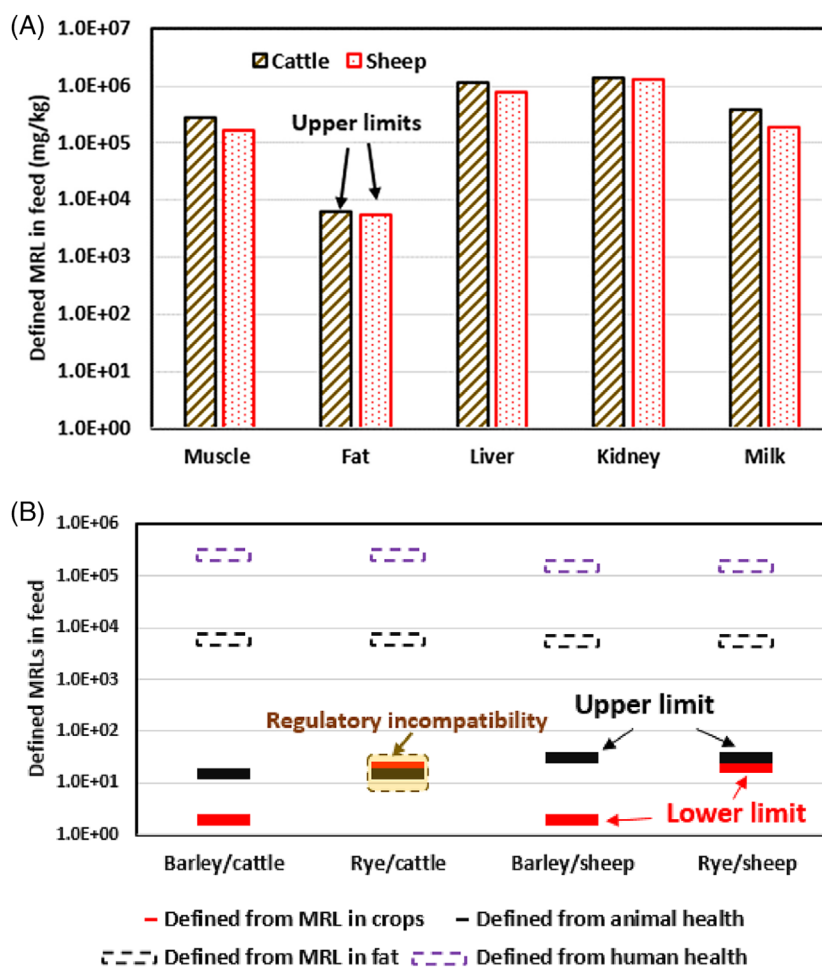 (A)
Defined MRL in feed (mg/kg)
1.0E+07
1.0E+06
1.0E+05
1.0E+04
1.0E+03
1.0E+02
1.0E+01
1.0E+00
Cattle
Sheep
Upper limits
Muscle
Fat
Liver
Kidney
Milk
(B)
Defined MRLs in feed
1.0E+06
1.0E+05
1.0E+04
1.0E+03
1.0E+02
1.0E+01
1.0E+00
Regulatory incompatibility
Upper limit
Lower limit
Barley/cattle
Rye/cattle
Barley/sheep
Rye/sheep
Defined from MRL in crops
Defined from animal health
Defined from MRL in fat
Defined from human health